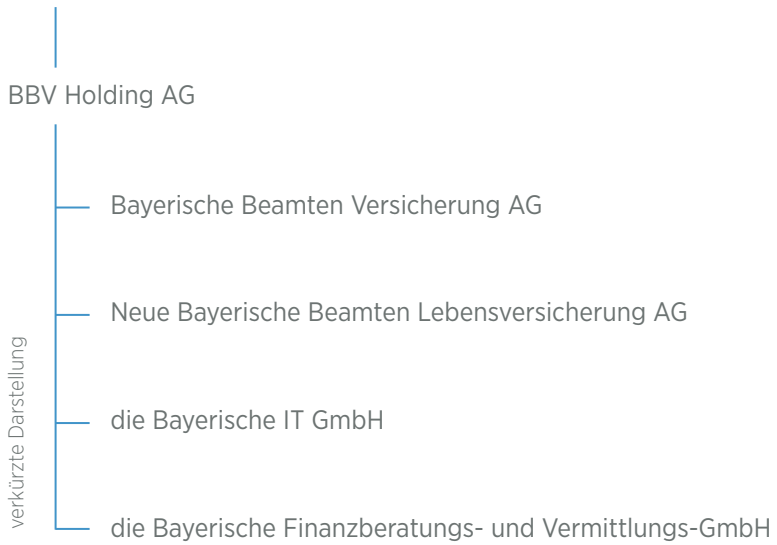 BBV Holding AG
Bayerische Beamten Versicherung AG
Neue Bayerische Beamten Lebensversicherung AG
die Bayerische IT GmbH
die Bayerische Finanzberatungs- und Vermittlungs-GmbH
verkürzte Darstellung